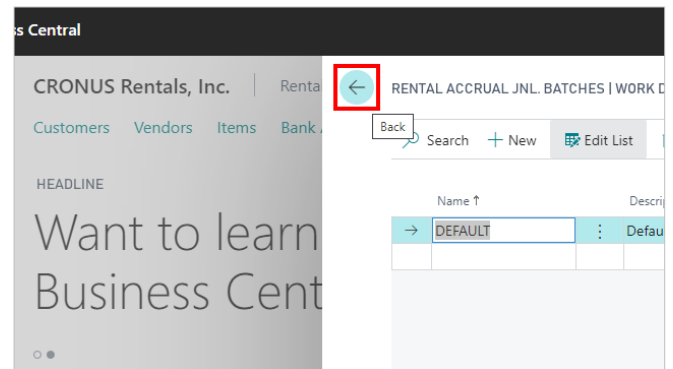 ss Central
CRONUS Rentals, Inc.
Renta
Customers Vendors Items Bank
HEADLINE
Want to learn
Business Cent
RENTAL ACCRUAL JNL. BATCHES | WORK D
Back
Search + New Edit List
Name ↑ Descri
→ DEFAULT ⋮ Defau